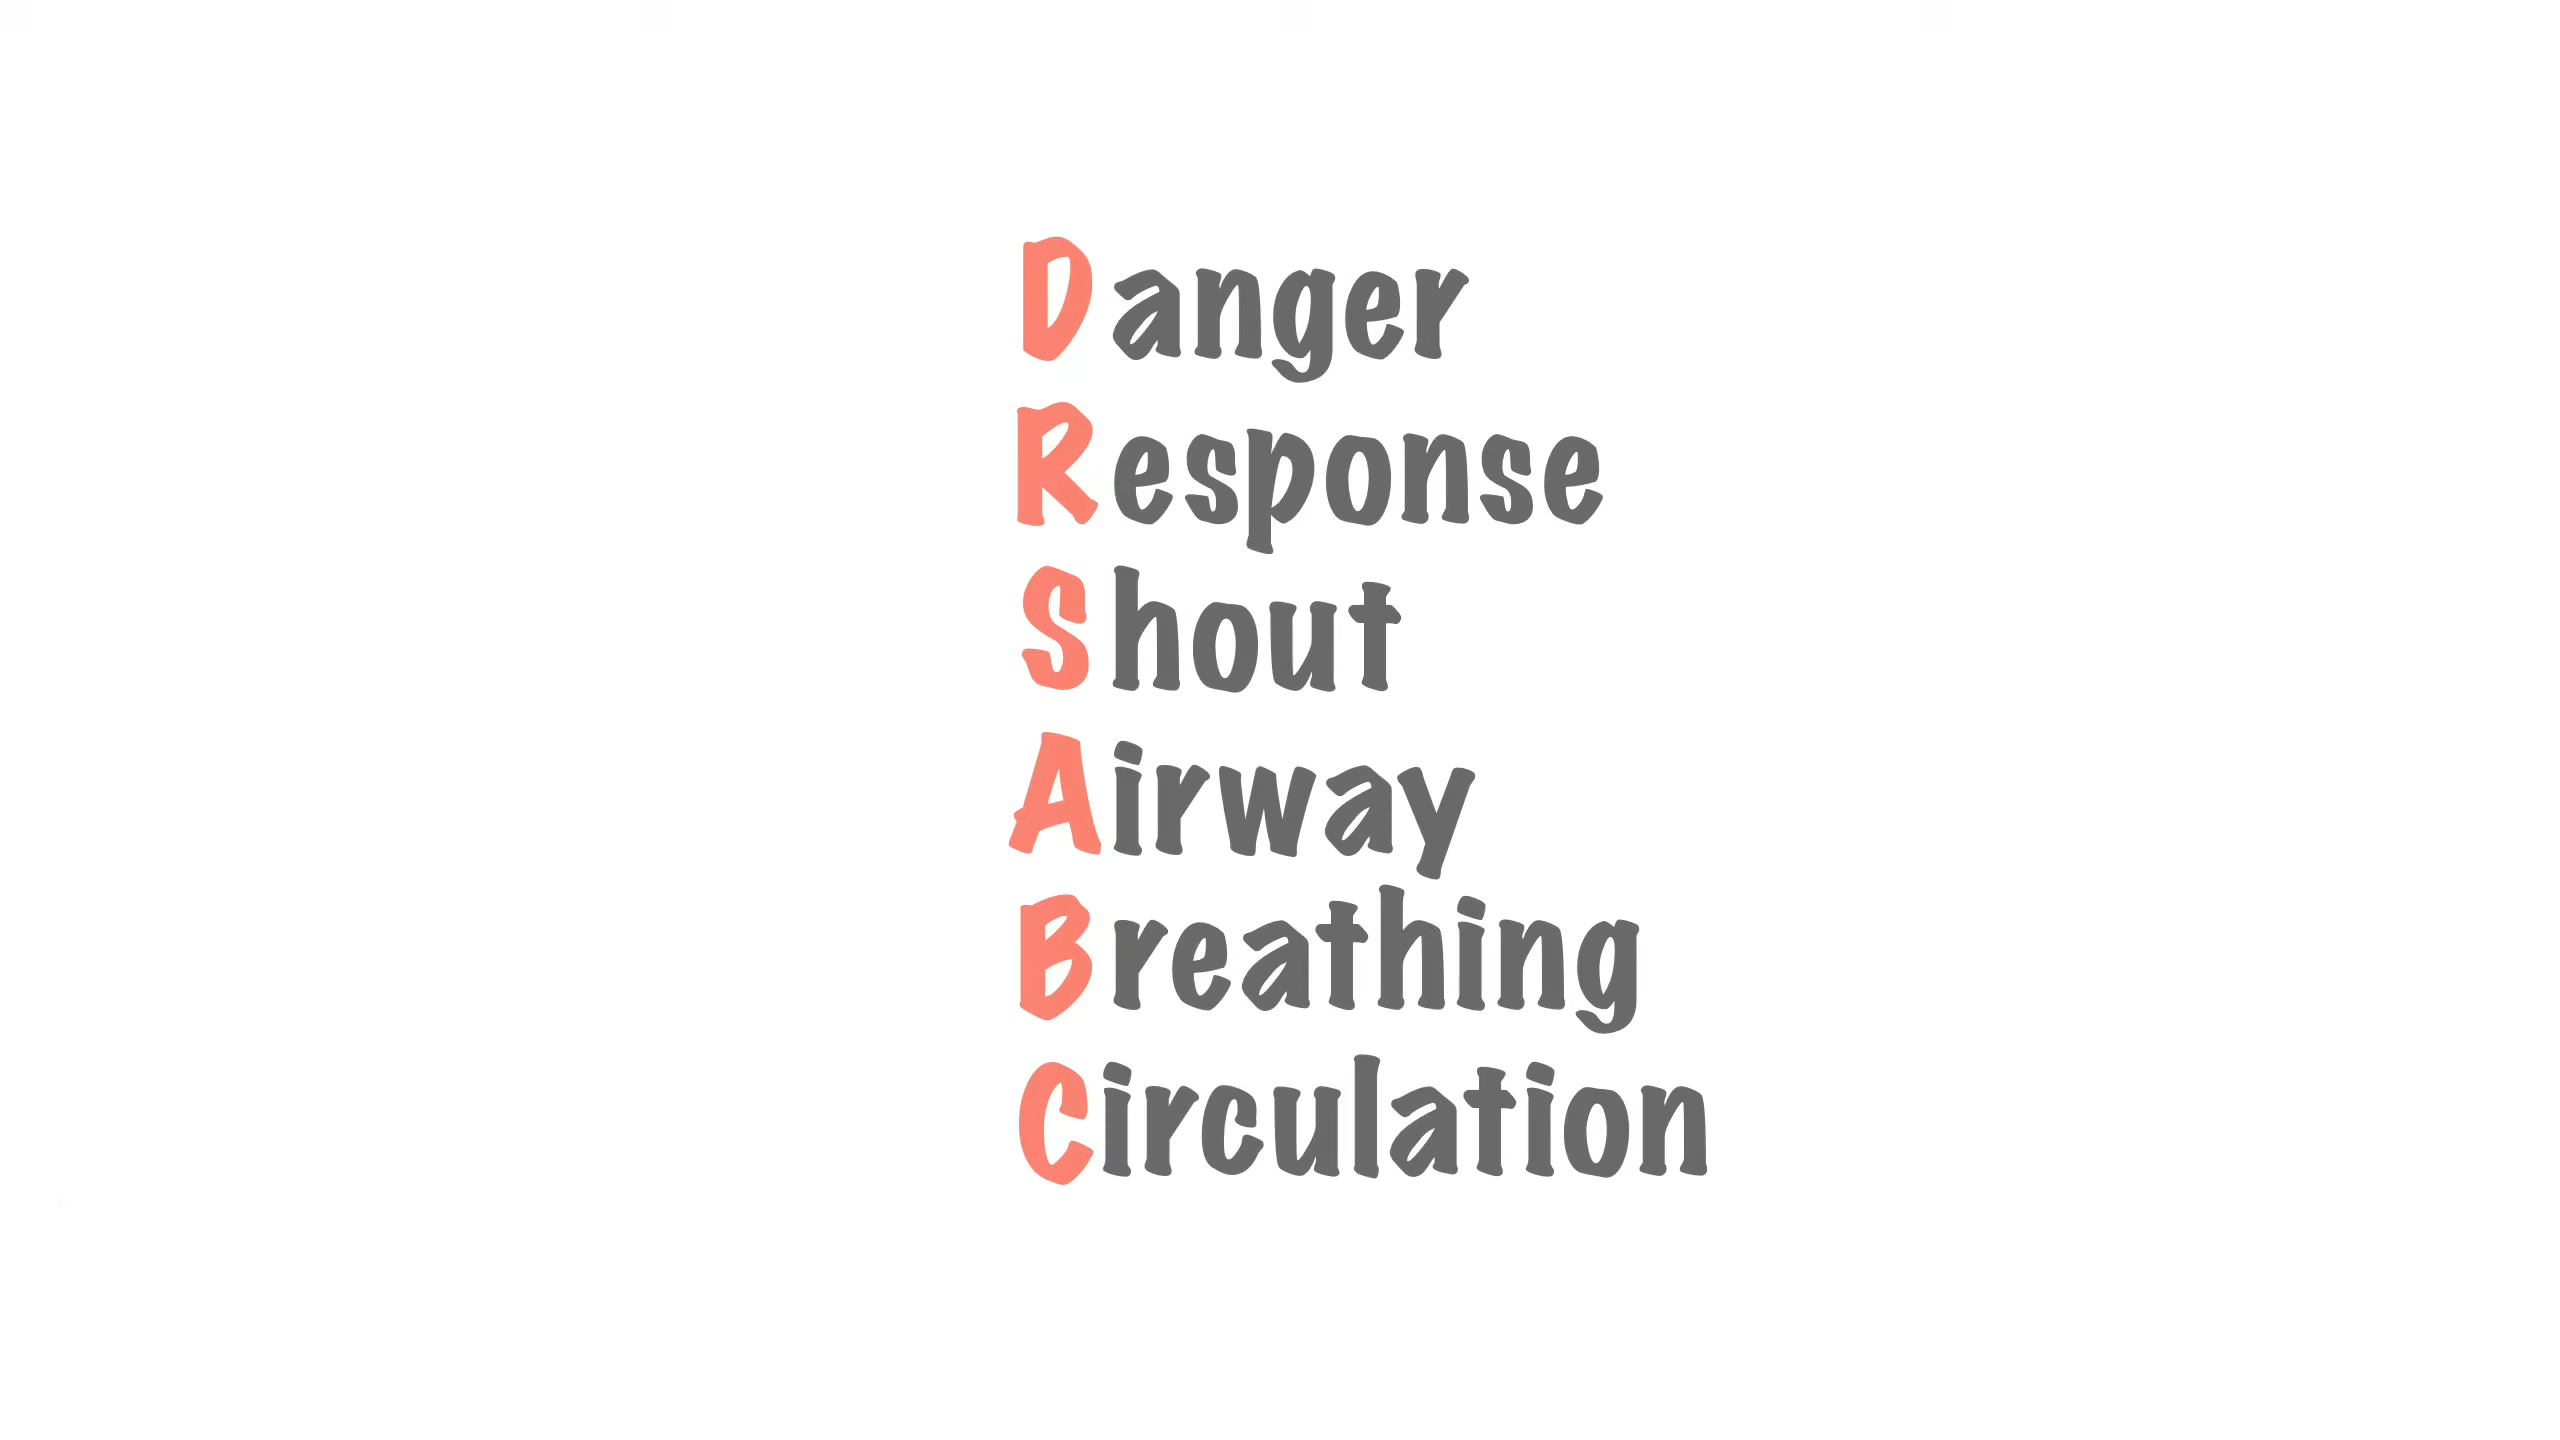 Danger
Response
Shout
Airway
Breathing
Circulation